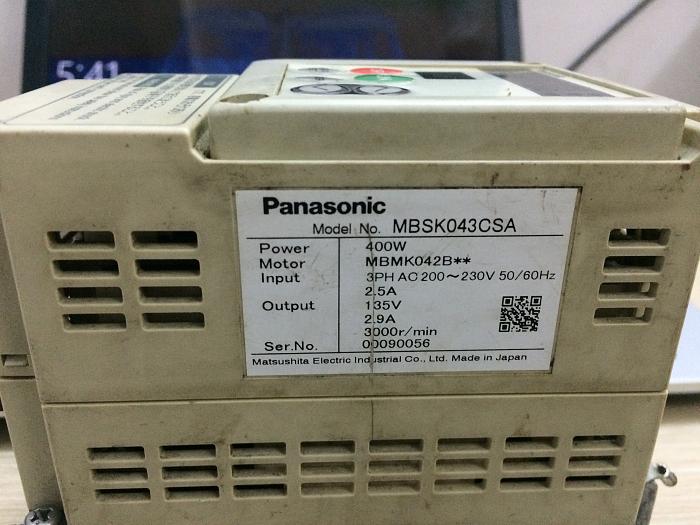 5:41
Panasonic
Model No. MBSK043CSA
Power 400W
Motor MBMK042B**
Input 3PH AC 200~230V 50/60Hz
2.5A
Output 135V
2.9A
3000r/min
Ser.No. 00090056
Matsushita Electric Industrial Co., Ltd. Made in Japan